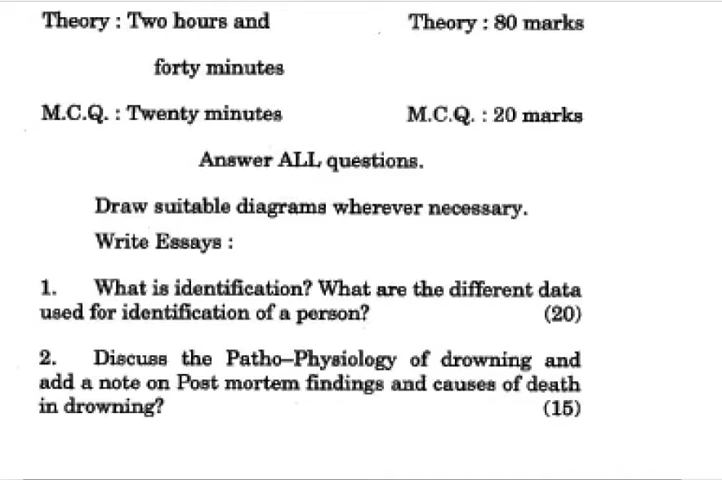 Theory : Two hours and Theory : 80 marks
forty minutes
M.C.Q. : Twenty minutes M.C.Q. : 20 marks
Answer ALL questions.
Draw suitable diagrams wherever necessary.
Write Essays :
1. What is identification? What are the different data
used for identification of a person? (20)
2. Discuss the Patho–Physiology of drowning and
add a note on Post mortem findings and causes of death
in drowning? (15)